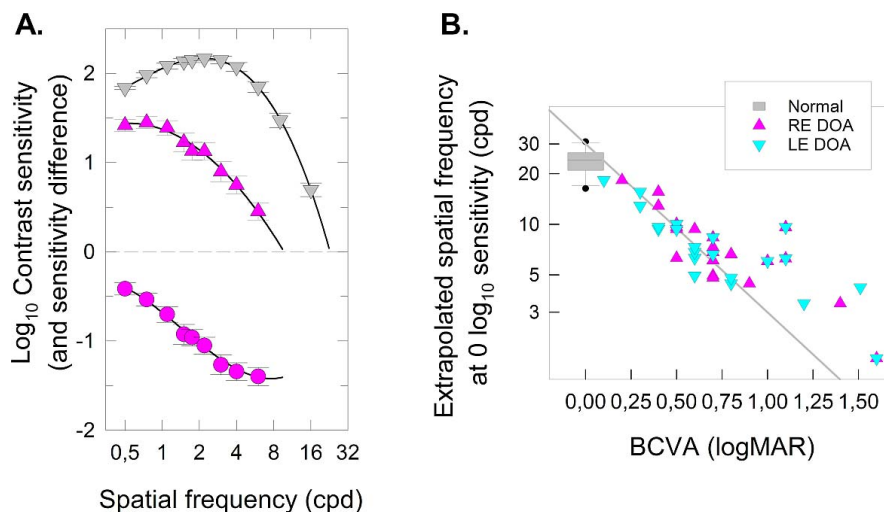 A.
Log10 Contrast sensitivity
(and sensitivity difference)
2
1
0
-1
-2
0,5
1
2
4
8
16
32
Spatial frequency (cpd)
B.
Extrapolated spatial frequency
at 0 log10 sensitivity (cpd)
30
20
10
5
3
Normal
RE DOA
LE DOA
0,00
0,25
0,50
0,75
1,00
1,25
1,50
BCVA (logMAR)